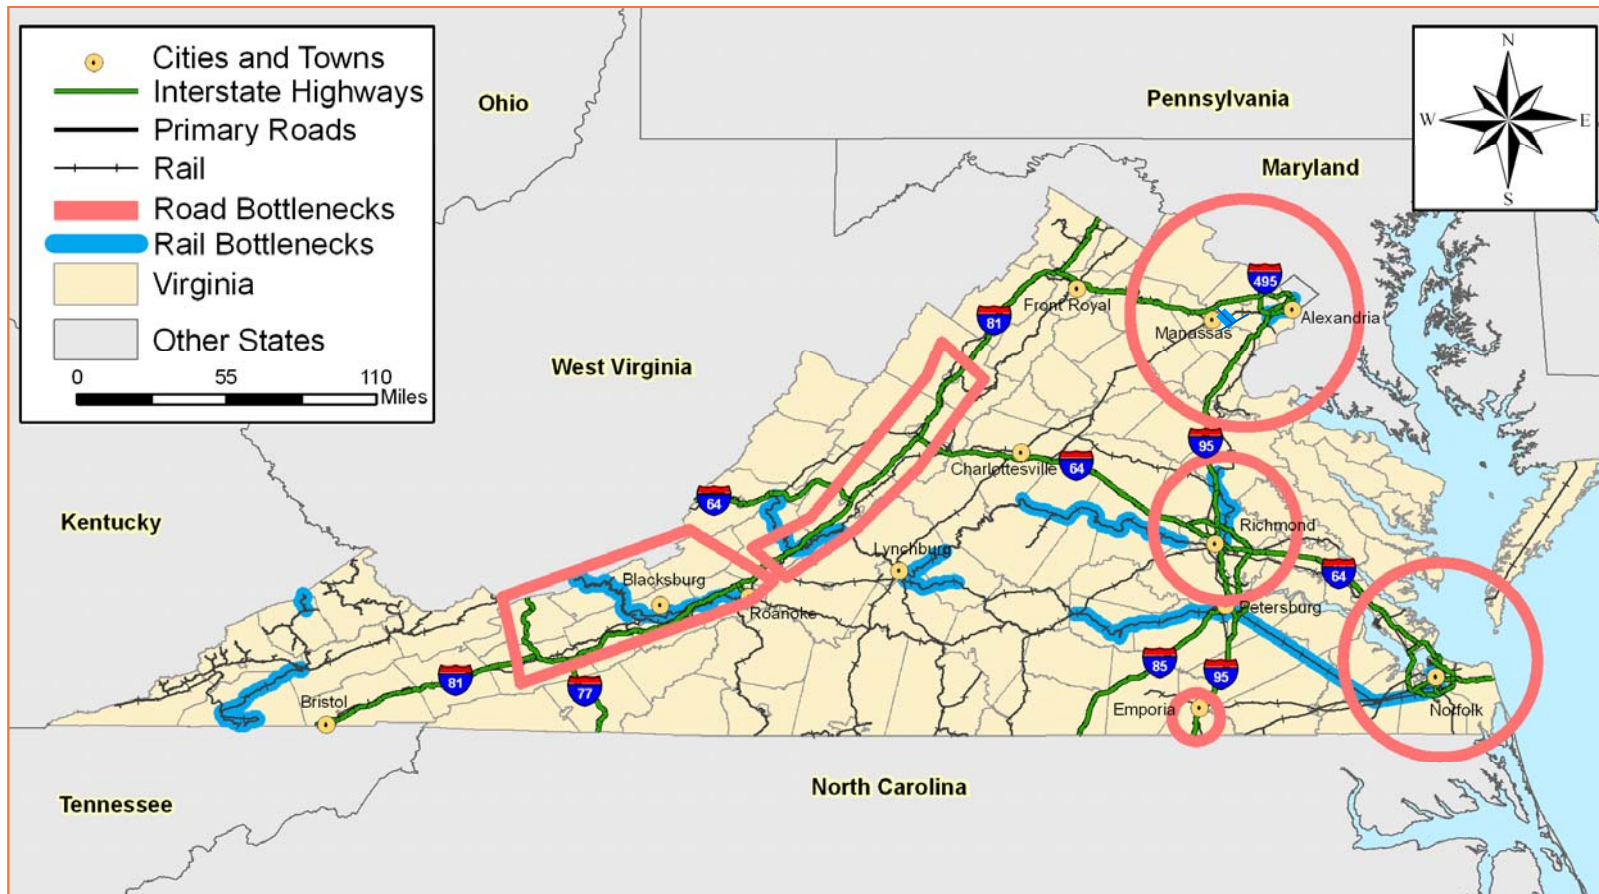 Cities and Towns
Interstate Highways
Primary Roads
Rail
Road Bottlenecks
Rail Bottlenecks
Virginia
Other States
0 55 110
Miles
N
W E
S
Ohio
Pennsylvania
Maryland
495
Front Royal
81
Alexandria
Manassas
West Virginia
95
Charlottesville
64
64
Kentucky
Richmond
Lynchburg
Blacksburg
64
Roanoke
Petersburg
85
95
81
77
Bristol
Emporia
Norfolk
North Carolina
Tennessee